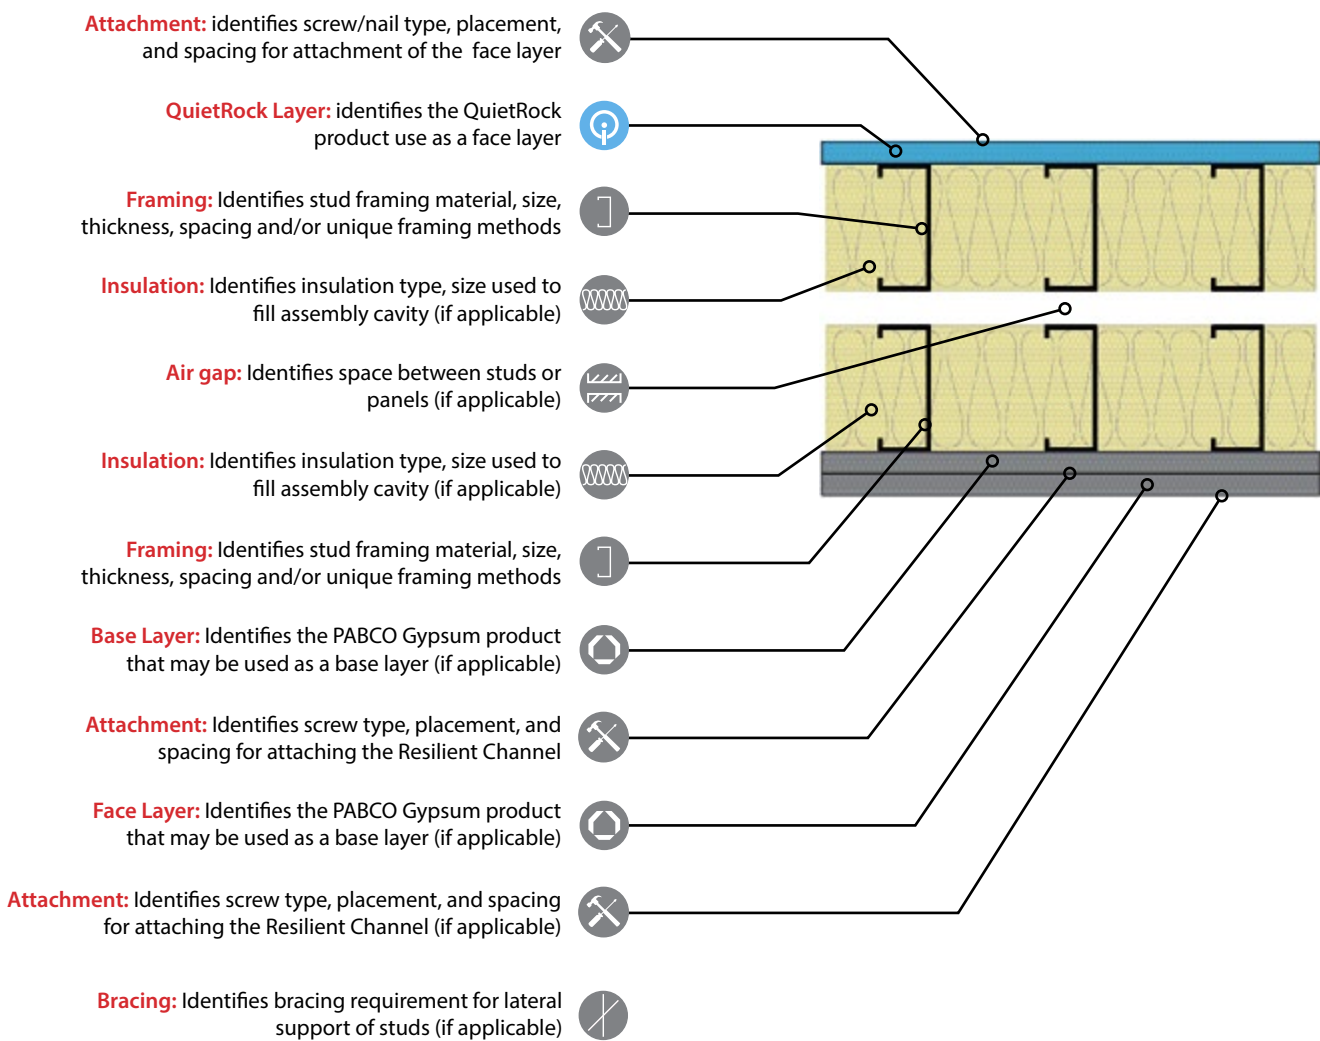 Attachment: identifies screw/nail type, placement,
and spacing for attachment of the face layer
QuietRock Layer: identifies the QuietRock
product use as a face layer
Framing: Identifies stud framing material, size,
thickness, spacing and/or unique framing methods
Insulation: Identifies insulation type, size used to
fill assembly cavity (if applicable)
Air gap: Identifies space between studs or
panels (if applicable)
Insulation: Identifies insulation type, size used to
fill assembly cavity (if applicable)
Framing: Identifies stud framing material, size,
thickness, spacing and/or unique framing methods
Base Layer: Identifies the PABCO Gypsum product
that may be used as a base layer (if applicable)
Attachment: Identifies screw type, placement, and
spacing for attaching the Resilient Channel
Face Layer: Identifies the PABCO Gypsum product
that may be used as a base layer (if applicable)
Attachment: Identifies screw type, placement, and spacing
for attaching the Resilient Channel (if applicable)
Bracing: Identifies bracing requirement for lateral
support of studs (if applicable)